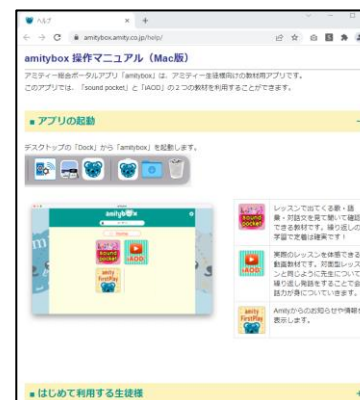 ヘルプ
amitybox.amity.co.jp/help/
amitybox 操作マニュアル（Mac版）
アミティー総合ポータルアプリ「amitybox」は、アミティー生徒様向けの教材用アプリです。
このアプリでは、「sound pocket」と「iAOD」の２つの教材を利用することができます。
■ アプリの起動
デスクトップの「Dock」から「amitybox」を起動します。
amityb x
sound pocket
iAOD
amity FirstPlay
sound pocket
レッスンで出てくる歌・語
彙・対話文を見て聞いて確認
できる教材です。繰り返しの
学習で定着は確実です！
iAOD
実際のレッスンを体感できる
動画教材です。対面型レッス
ンと同じように先生について
繰り返し発話をすることで会
話力が身についていきます。
amity FirstPlay
Amityからのお知らせや情報を
表示します。
■ はじめて利用する生徒様